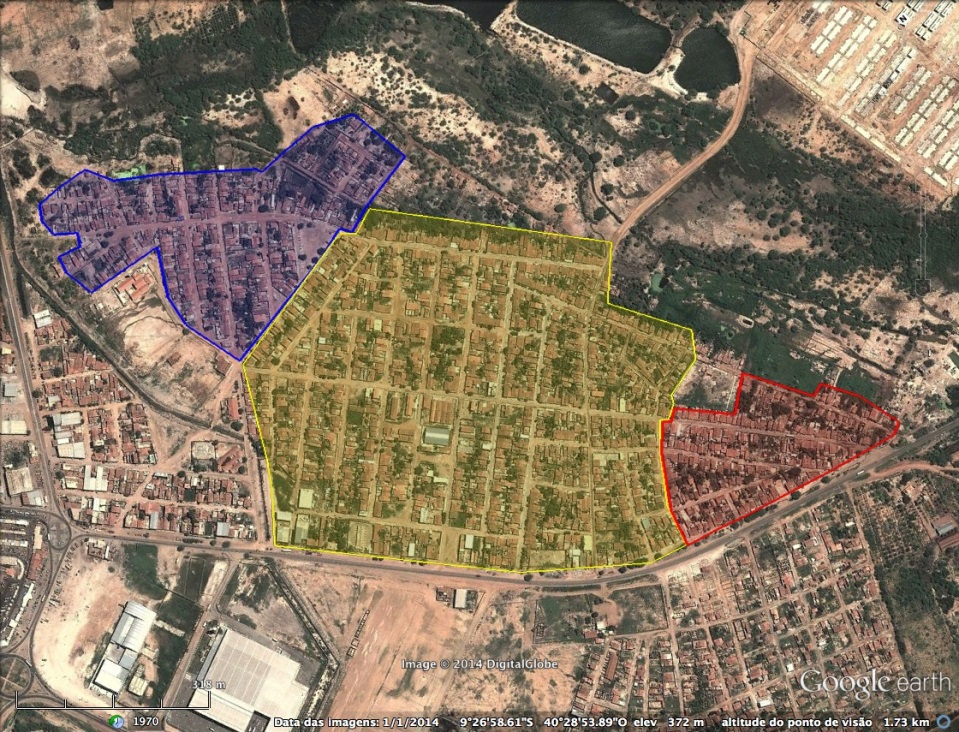 Image © 2014 DigitalGlobe
Google earth
318 m
1970
Data das imagens: 1/1/2014 9°26'58.61"S 40°28'53.89"O elev 372 m altitude do ponto de visão 1.73 km